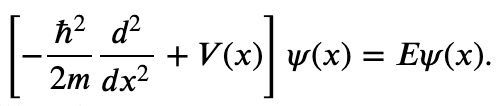 [-ħ²/2m d²/dx² + V(x)] ψ(x) = Eψ(x).